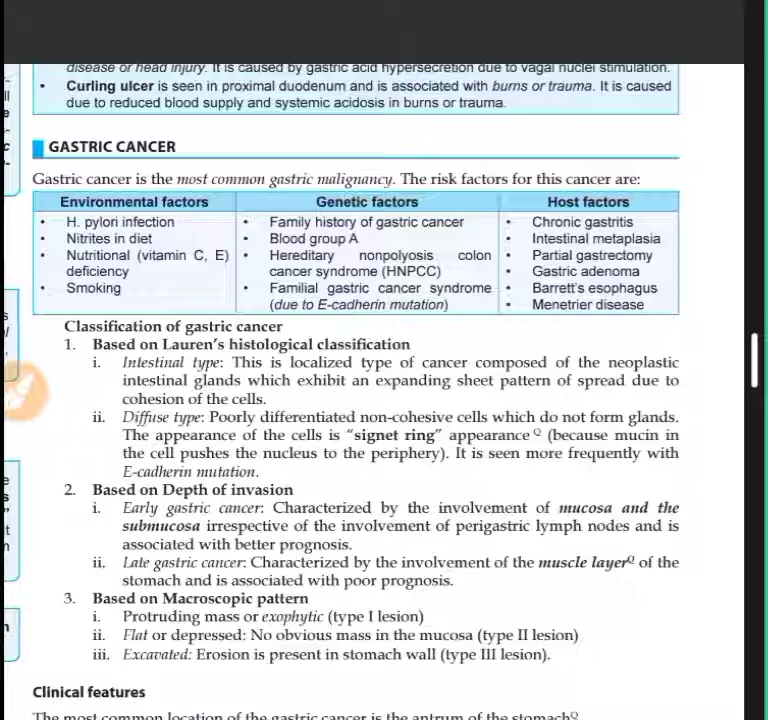 disease or head injury. It is caused by gastric acid hypersecretion due to vagal nuclei stimulation.
• Curling ulcer is seen in proximal duodenum and is associated with burns or trauma. It is caused
due to reduced blood supply and systemic acidosis in burns or trauma.
GASTRIC CANCER
Gastric cancer is the most common gastric malignancy. The risk factors for this cancer are:
Environmental factors
• H. pylori infection
• Nitrites in diet
• Nutritional (vitamin C, E)
deficiency
• Smoking
Genetic factors
• Family history of gastric cancer
• Blood group A
• Hereditary nonpolyosis colon
cancer syndrome (HNPCC)
• Familial gastric cancer syndrome
(due to E-cadherin mutation)
Host factors
• Chronic gastritis
• Intestinal metaplasia
• Partial gastrectomy
• Gastric adenoma
• Barrett's esophagus
• Menetrier disease
Classification of gastric cancer
1. Based on Lauren's histological classification
i. Intestinal type: This is localized type of cancer composed of the neoplastic
intestinal glands which exhibit an expanding sheet pattern of spread due to
cohesion of the cells.
ii. Diffuse type: Poorly differentiated non-cohesive cells which do not form glands.
The appearance of the cells is “signet ring” appearance Q (because mucin in
the cell pushes the nucleus to the periphery). It is seen more frequently with
E-cadherin mutation.
2. Based on Depth of invasion
i. Early gastric cancer: Characterized by the involvement of mucosa and the
submucosa irrespective of the involvement of perigastric lymph nodes and is
associated with better prognosis.
ii. Late gastric cancer: Characterized by the involvement of the muscle layerQ of the
stomach and is associated with poor prognosis.
3. Based on Macroscopic pattern
i. Protruding mass or exophytic (type I lesion)
ii. Flat or depressed: No obvious mass in the mucosa (type II lesion)
iii. Excavated: Erosion is present in stomach wall (type III lesion).
Clinical features
The most common location of the gastric cancer is the antrum of the stomachQ